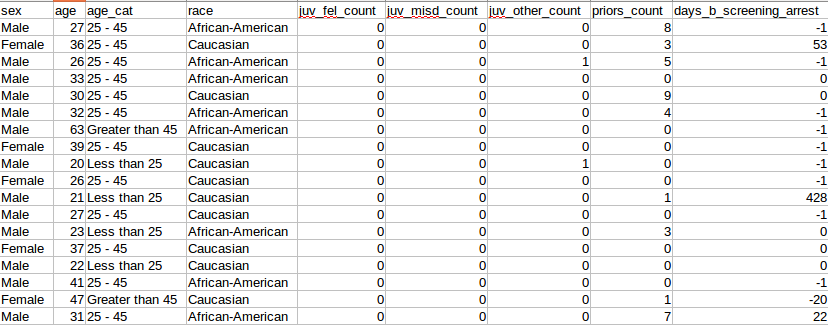 sex age age_cat race juv_fel_count juv_misd_count juv_other_count priors_count days_b_screening_arrest
Male 27 25 - 45 African-American 0 0 0 8 -1
Female 36 25 - 45 Caucasian 0 0 0 3 53
Male 26 25 - 45 African-American 0 0 1 5 -1
Male 33 25 - 45 African-American 0 0 0 0 0
Male 30 25 - 45 Caucasian 0 0 0 9 0
Male 32 25 - 45 African-American 0 0 0 4 -1
Male 63 Greater than 45 African-American 0 0 0 0 -1
Female 39 25 - 45 Caucasian 0 0 0 0 -1
Male 20 Less than 25 Caucasian 0 0 1 0 -1
Female 26 25 - 45 Caucasian 0 0 0 0 -1
Male 21 Less than 25 Caucasian 0 0 0 1 428
Male 27 25 - 45 Caucasian 0 0 0 0 -1
Male 23 Less than 25 African-American 0 0 0 3 0
Female 37 25 - 45 Caucasian 0 0 0 0 0
Male 22 Less than 25 Caucasian 0 0 0 0 0
Male 41 25 - 45 African-American 0 0 0 0 -1
Female 47 Greater than 45 Caucasian 0 0 0 1 -20
Male 31 25 - 45 African-American 0 0 0 7 22